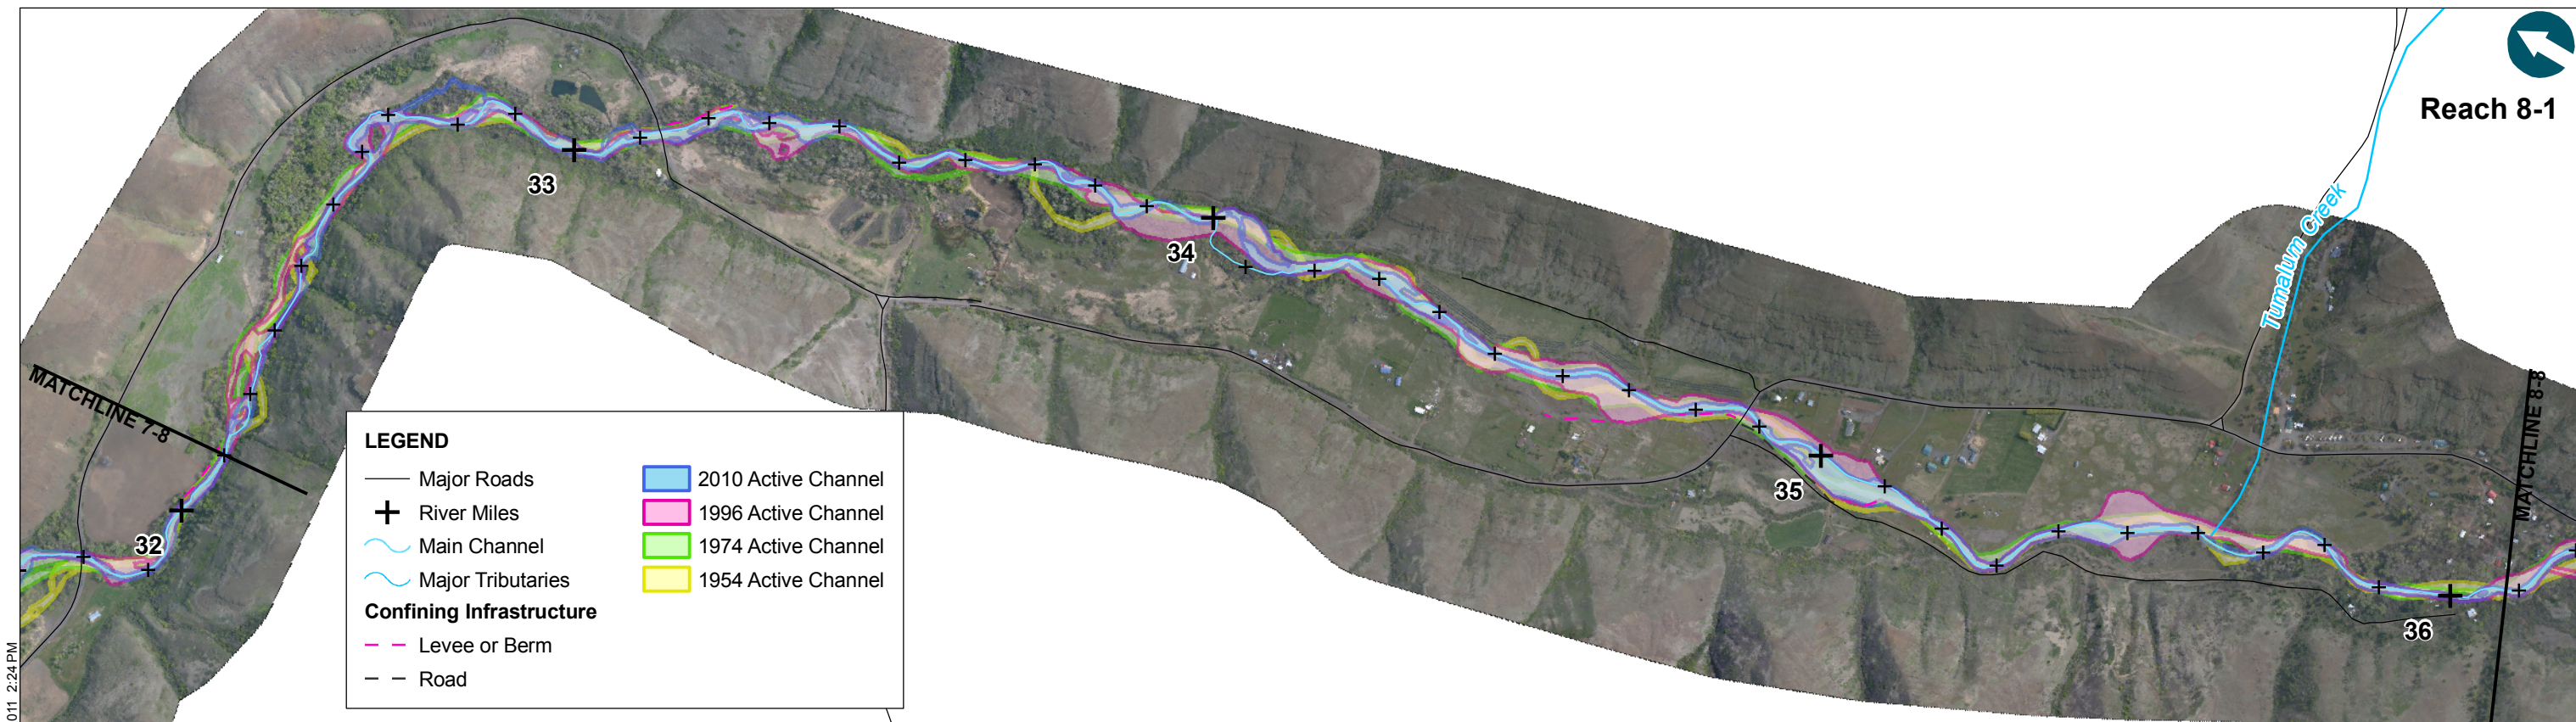 Reach 8-1
Tumalum Creek
33
34
MATCHLINE 7-8
MATCHLINE 8-8
35
32
36
LEGEND
Major Roads
River Miles
Main Channel
Major Tributaries
Confining Infrastructure
Levee or Berm
Road
2010 Active Channel
1996 Active Channel
1974 Active Channel
1954 Active Channel
011 2:24 PM